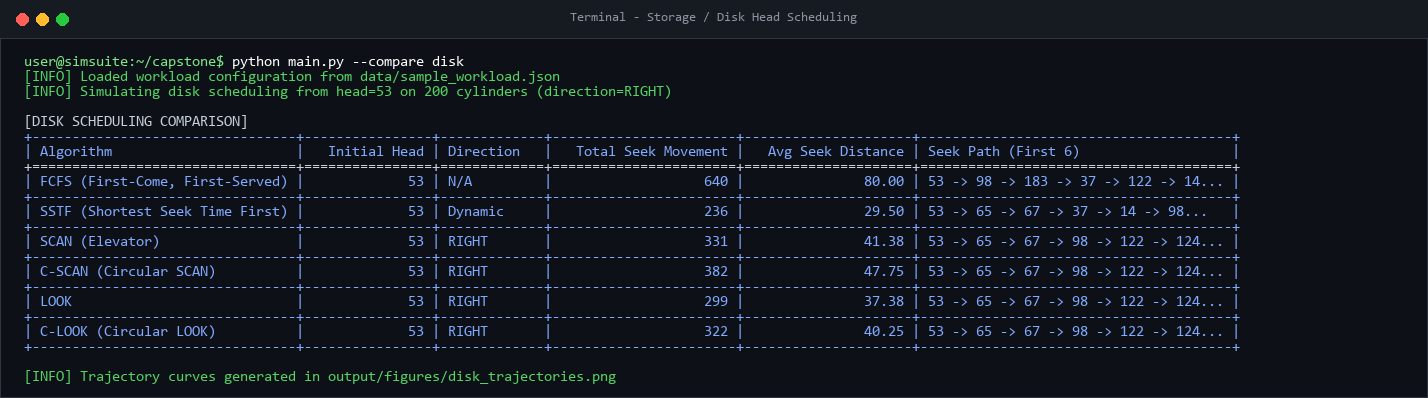 Terminal - Storage / Disk Head Scheduling
user@simsuite:~/capstone$ python main.py --compare disk
[INFO] Loaded workload configuration from data/sample_workload.json
[INFO] Simulating disk scheduling from head=53 on 200 cylinders (direction=RIGHT)
[DISK SCHEDULING COMPARISON]
+---------------------------------+----------------+-------------+-----------------------+---------------------+---------------------------------------+
| Algorithm                       |   Initial Head | Direction   |   Total Seek Movement |   Avg Seek Distance | Seek Path (First 6)                   |
+=================================+================+=============+=======================+=====================+=======================================+
| FCFS (First-Come, First-Served) |             53 | N/A         |                   640 |               80.00 | 53 -> 98 -> 183 -> 37 -> 122 -> 14... |
+---------------------------------+----------------+-------------+-----------------------+---------------------+---------------------------------------+
| SSTF (Shortest Seek Time First) |             53 | Dynamic     |                   236 |               29.50 | 53 -> 65 -> 67 -> 37 -> 14 -> 98...   |
+---------------------------------+----------------+-------------+-----------------------+---------------------+---------------------------------------+
| SCAN (Elevator)                 |             53 | RIGHT       |                   331 |               41.38 | 53 -> 65 -> 67 -> 98 -> 122 -> 124... |
+---------------------------------+----------------+-------------+-----------------------+---------------------+---------------------------------------+
| C-SCAN (Circular SCAN)          |             53 | RIGHT       |                   382 |               47.75 | 53 -> 65 -> 67 -> 98 -> 122 -> 124... |
+---------------------------------+----------------+-------------+-----------------------+---------------------+---------------------------------------+
| LOOK                            |             53 | RIGHT       |                   299 |               37.38 | 53 -> 65 -> 67 -> 98 -> 122 -> 124... |
+---------------------------------+----------------+-------------+-----------------------+---------------------+---------------------------------------+
| C-LOOK (Circular LOOK)          |             53 | RIGHT       |                   322 |               40.25 | 53 -> 65 -> 67 -> 98 -> 122 -> 124... |
+---------------------------------+----------------+-------------+-----------------------+---------------------+---------------------------------------+
[INFO] Trajectory curves generated in output/figures/disk_trajectories.png